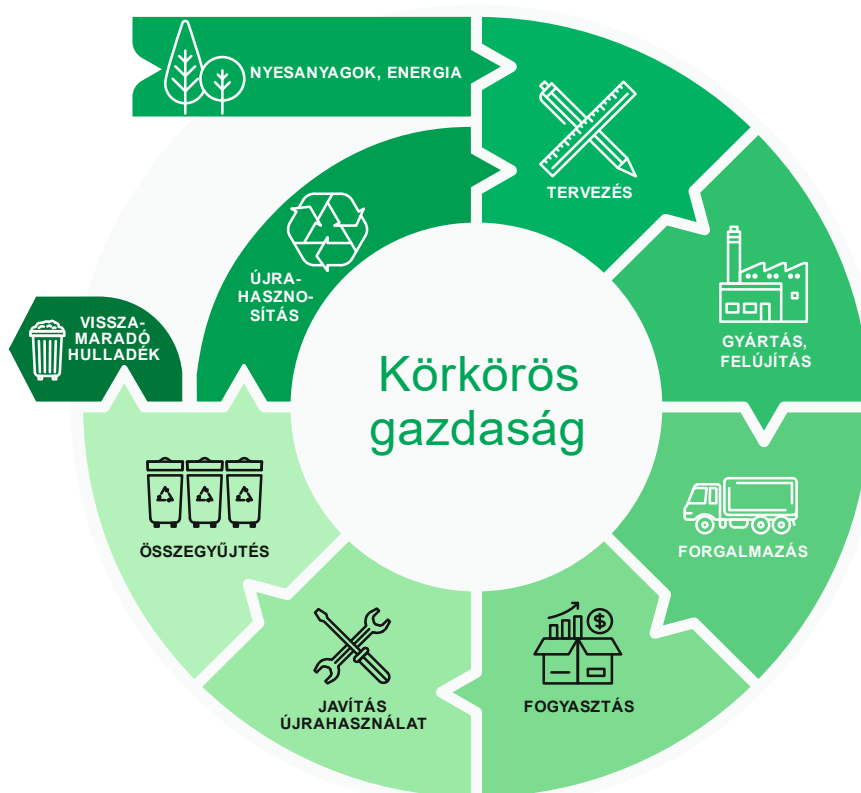 NYESANYAGOK, ENERGIA
TERVEZÉS
GYÁRTÁS,
FELÚJÍTÁS
FORGALMAZÁS
FOGYASZTÁS
JAVÍTÁS
ÚJRAHASZNÁLAT
ÖSSZEGYŰJTÉS
VISSZA-
MARADÓ
HULLADÉK
ÚJRA-
HASZNO-
SÍTÁS
Körkörös
gazdaság
$